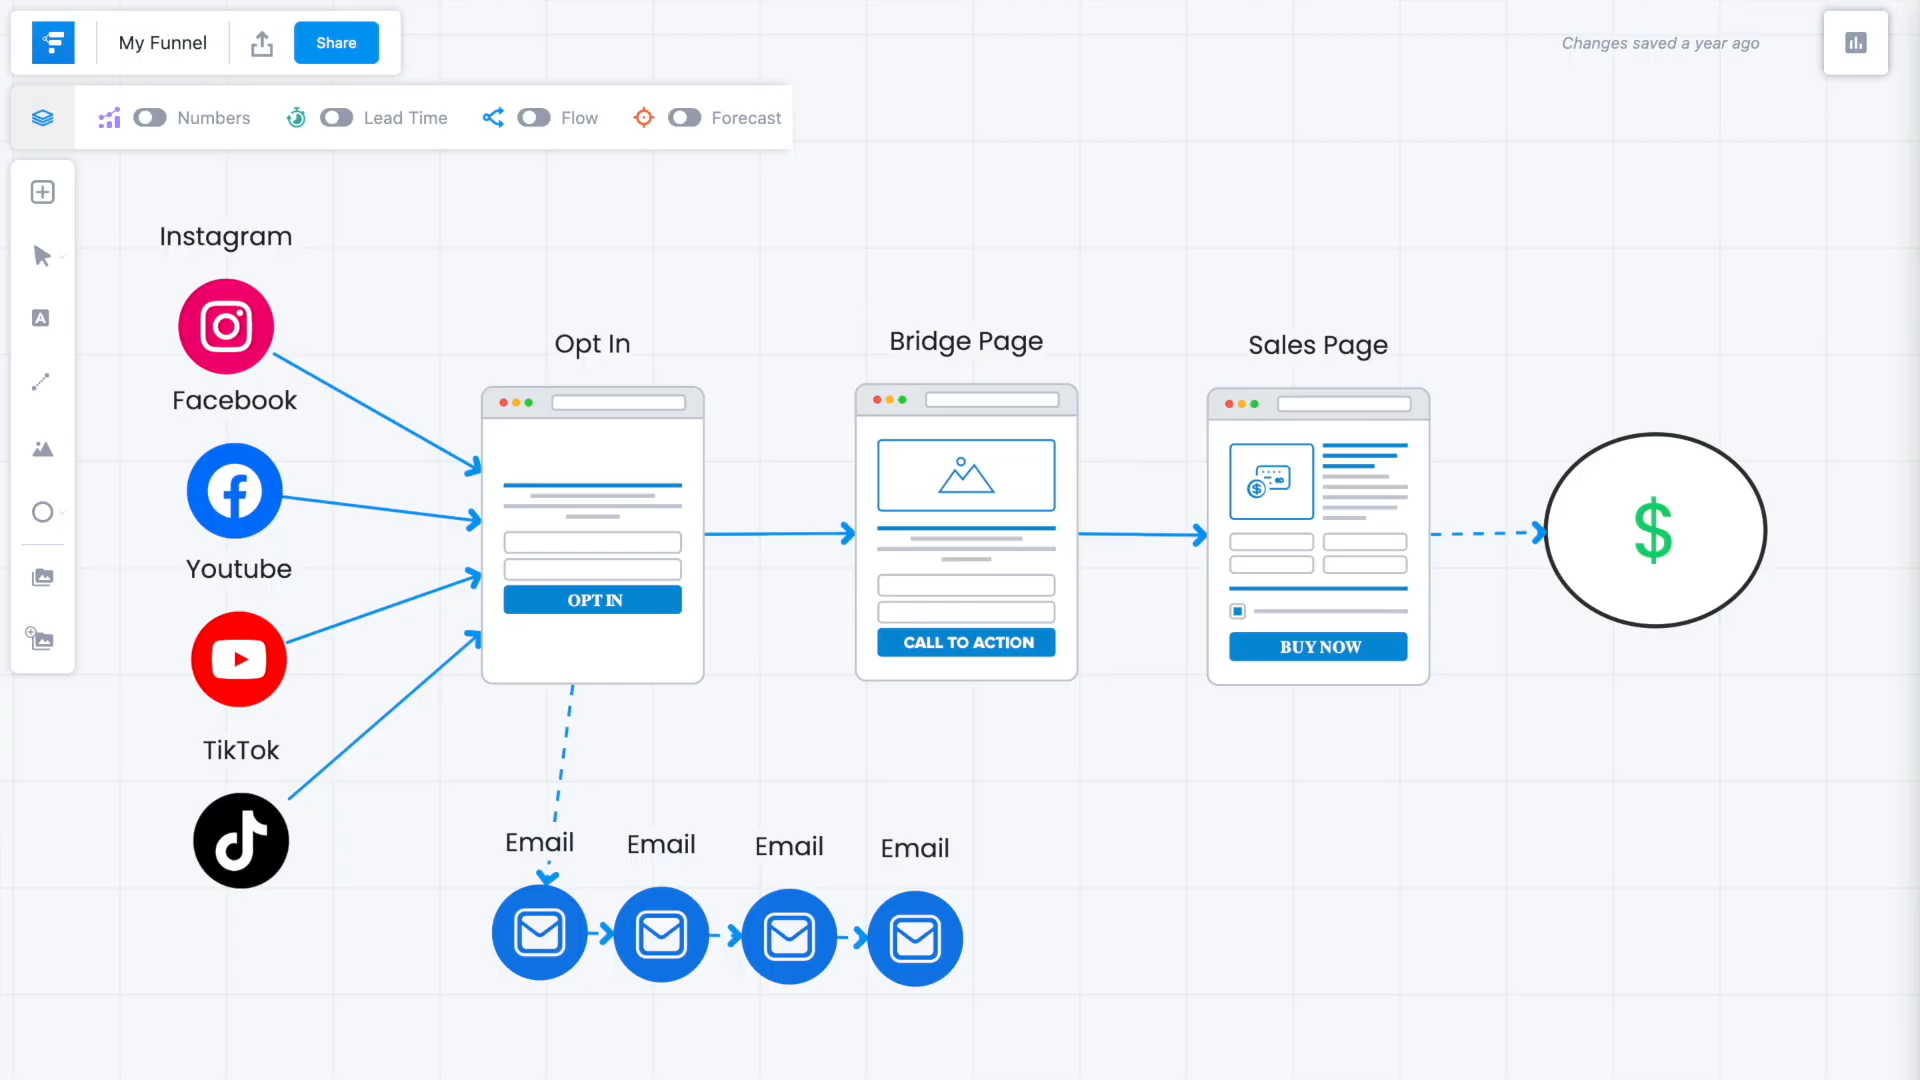 My Funnel
Share
Changes saved a year ago
Numbers
Lead Time
Flow
Forecast
A
Instagram
Facebook
Youtube
TikTok
Opt In
OPT IN
Bridge Page
CALL TO ACTION
Sales Page
$
BUY NOW
$
Email
Email
Email
Email